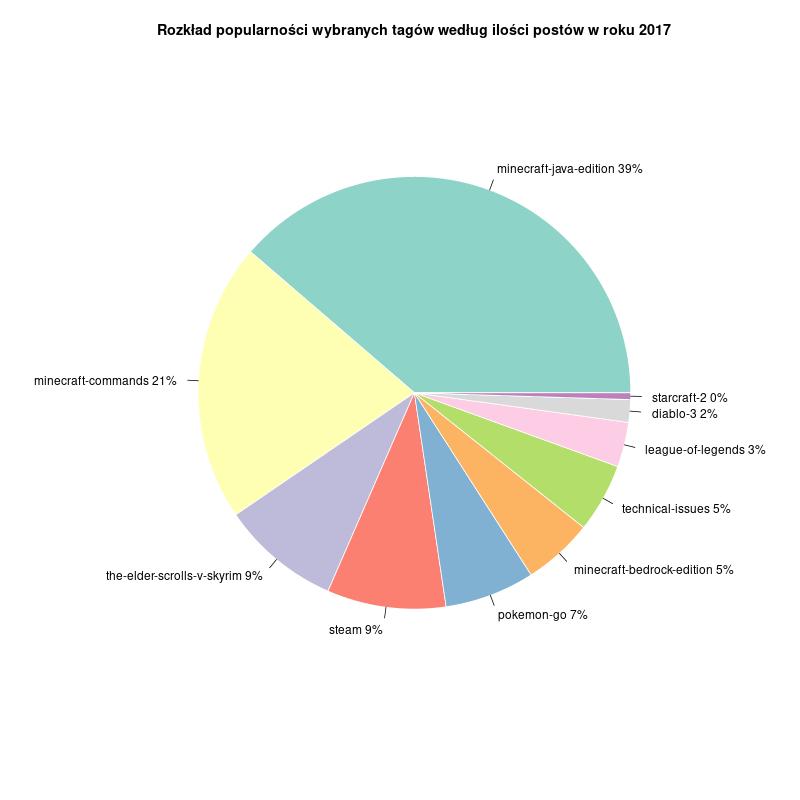 Rozkład popularności wybranych tagów według ilości postów w roku 2017
minecraft-java-edition 39%
minecraft-commands 21%
starcraft-2 0%
diablo-3 2%
league-of-legends 3%
technical-issues 5%
minecraft-bedrock-edition 5%
the-elder-scrolls-v-skyrim 9%
pokemon-go 7%
steam 9%